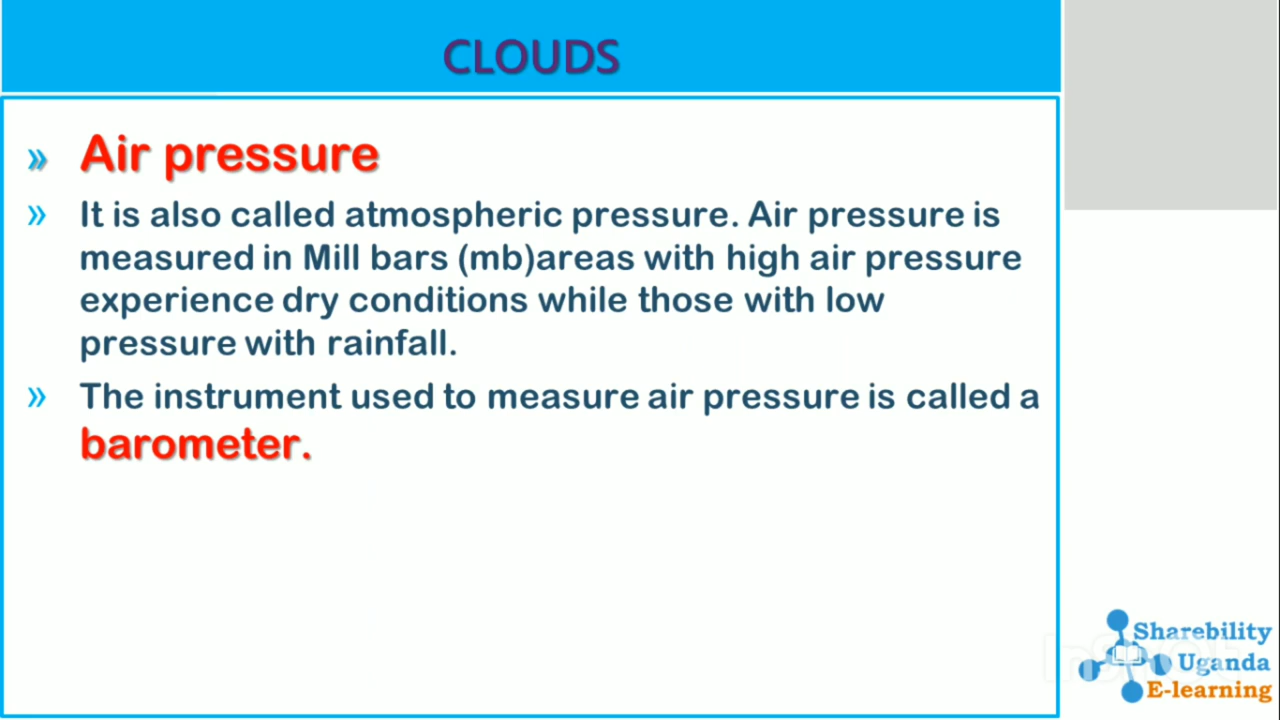 CLOUDS
» Air pressure
» It is also called atmospheric pressure. Air pressure is
measured in Mill bars (mb)areas with high air pressure
experience dry conditions while those with low
pressure with rainfall.
» The instrument used to measure air pressure is called a
barometer.
Sharebility
Uganda
E-learning